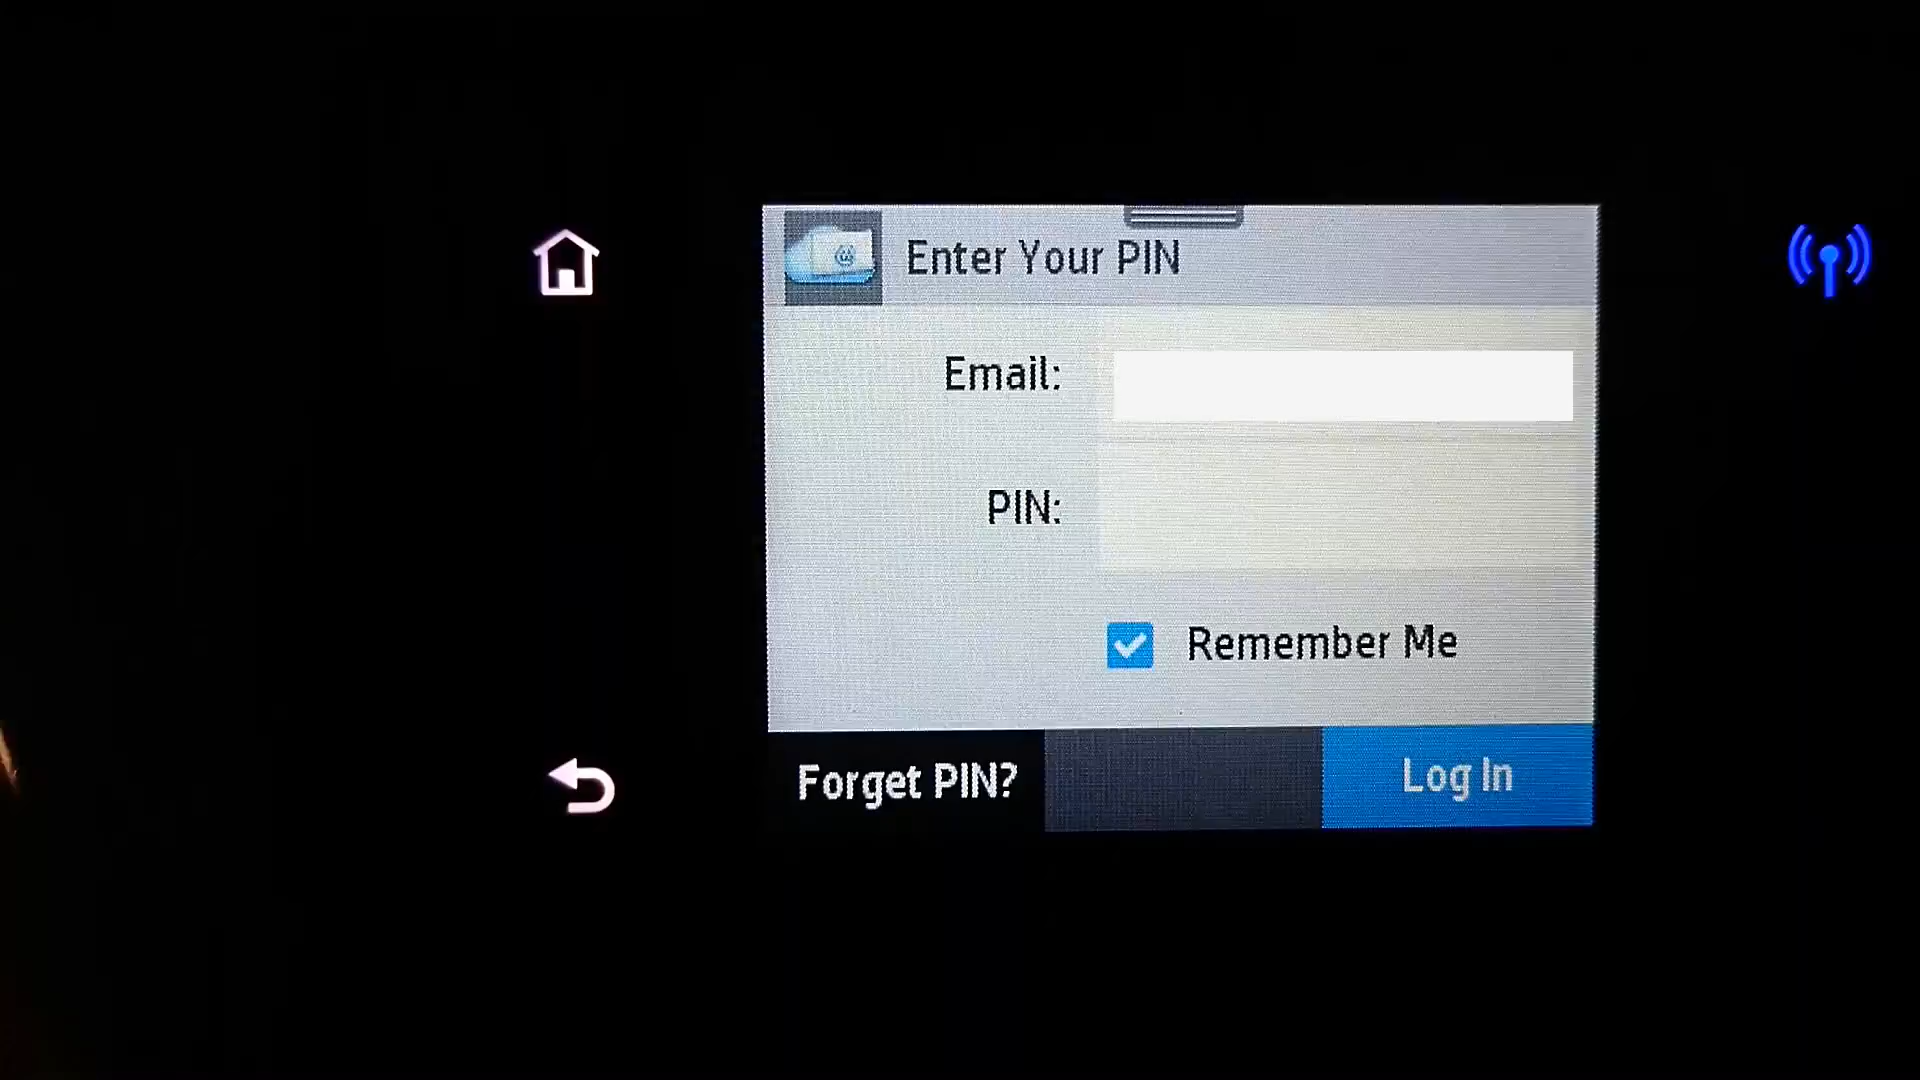 Enter Your PIN
Email:
PIN:
Remember Me
Forget PIN?
Log In